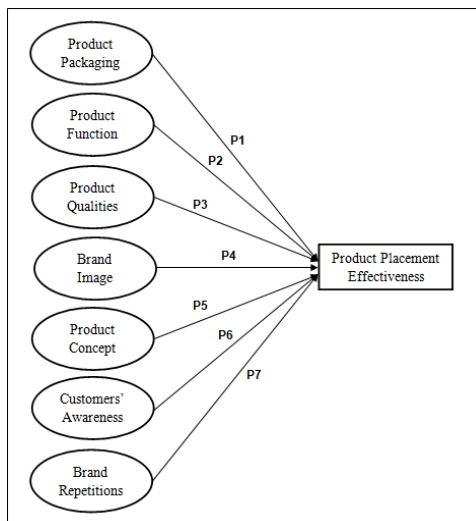 Product
Packaging
P1
Product
Function
P2
Product
Qualities
P3
Brand
Image
P4
Product Placement
Effectiveness
Product
Concept
P5
Customers'
Awareness
P6
Brand
Repetitions
P7